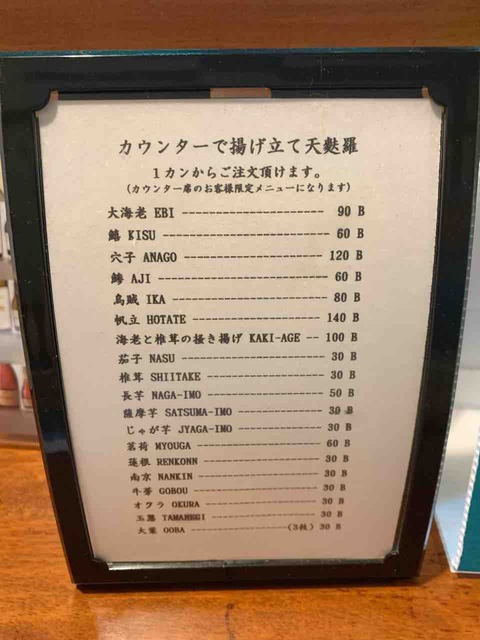 カウンターで揚げ立て天麩羅
1カンからご注文頂けます。
(カウンター席のお客様限定メニューになります)
大海老 EBI ----------------------- 90 B
鱚 KISU --------------------------- 60 B
穴子 ANAGO ----------------------- 120 B
鯵 AJI ---------------------------- 60 B
烏賊 IKA -------------------------- 80 B
帆立 HOTATE ---------------------- 140 B
海老と椎茸の掻き揚げ KAKI-AGE -- 100 B
茄子 NASU ------------------------- 30 B
椎茸 SHIITAKE --------------------- 30 B
長芋 NAGA-IMO --------------------- 50 B
薩摩芋 SATSUMA-IMO ---------------- 30 B
じゃが芋 JYAGA-IMO ---------------- 30 B
茗荷 MYOUGA ----------------------- 60 B
蓮根 RENKONN ---------------------- 30 B
南京 NANKIN ----------------------- 30 B
牛蒡 GOBOU ------------------------ 30 B
オクラ OKURA ---------------------- 30 B
玉葱 TAMANEGI --------------------- 30 B
大葉 OOBA ------------------(3枚) 30 B